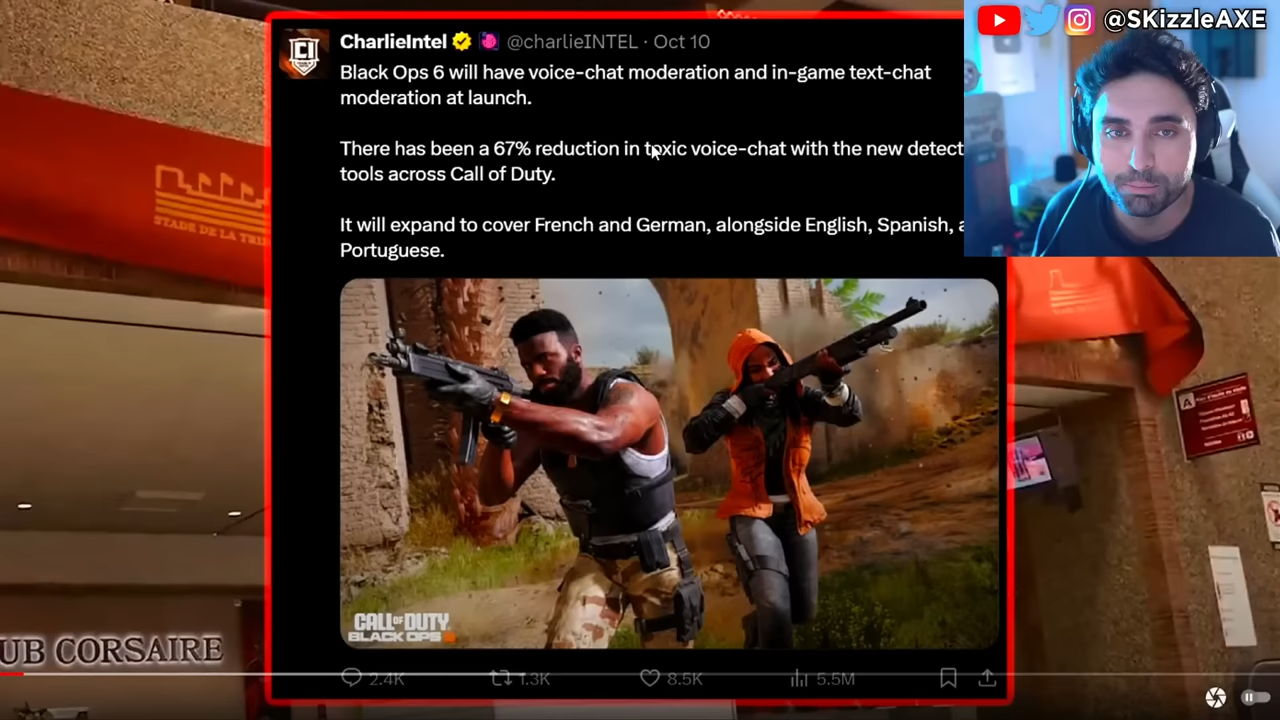 @SKizzleAXE
CharlieIntel @charlieINTEL · Oct 10
Black Ops 6 will have voice-chat moderation and in-game text-chat
moderation at launch.
There has been a 67% reduction in toxic voice-chat with the new detect
tools across Call of Duty.
It will expand to cover French and German, alongside English, Spanish, a
Portuguese.
CI
STADE DE LA TRI
A
CALL OF DUTY
BLACK OPS 6
UB CORSAIRE
2.4K 1.3K 8.5K 5.5M